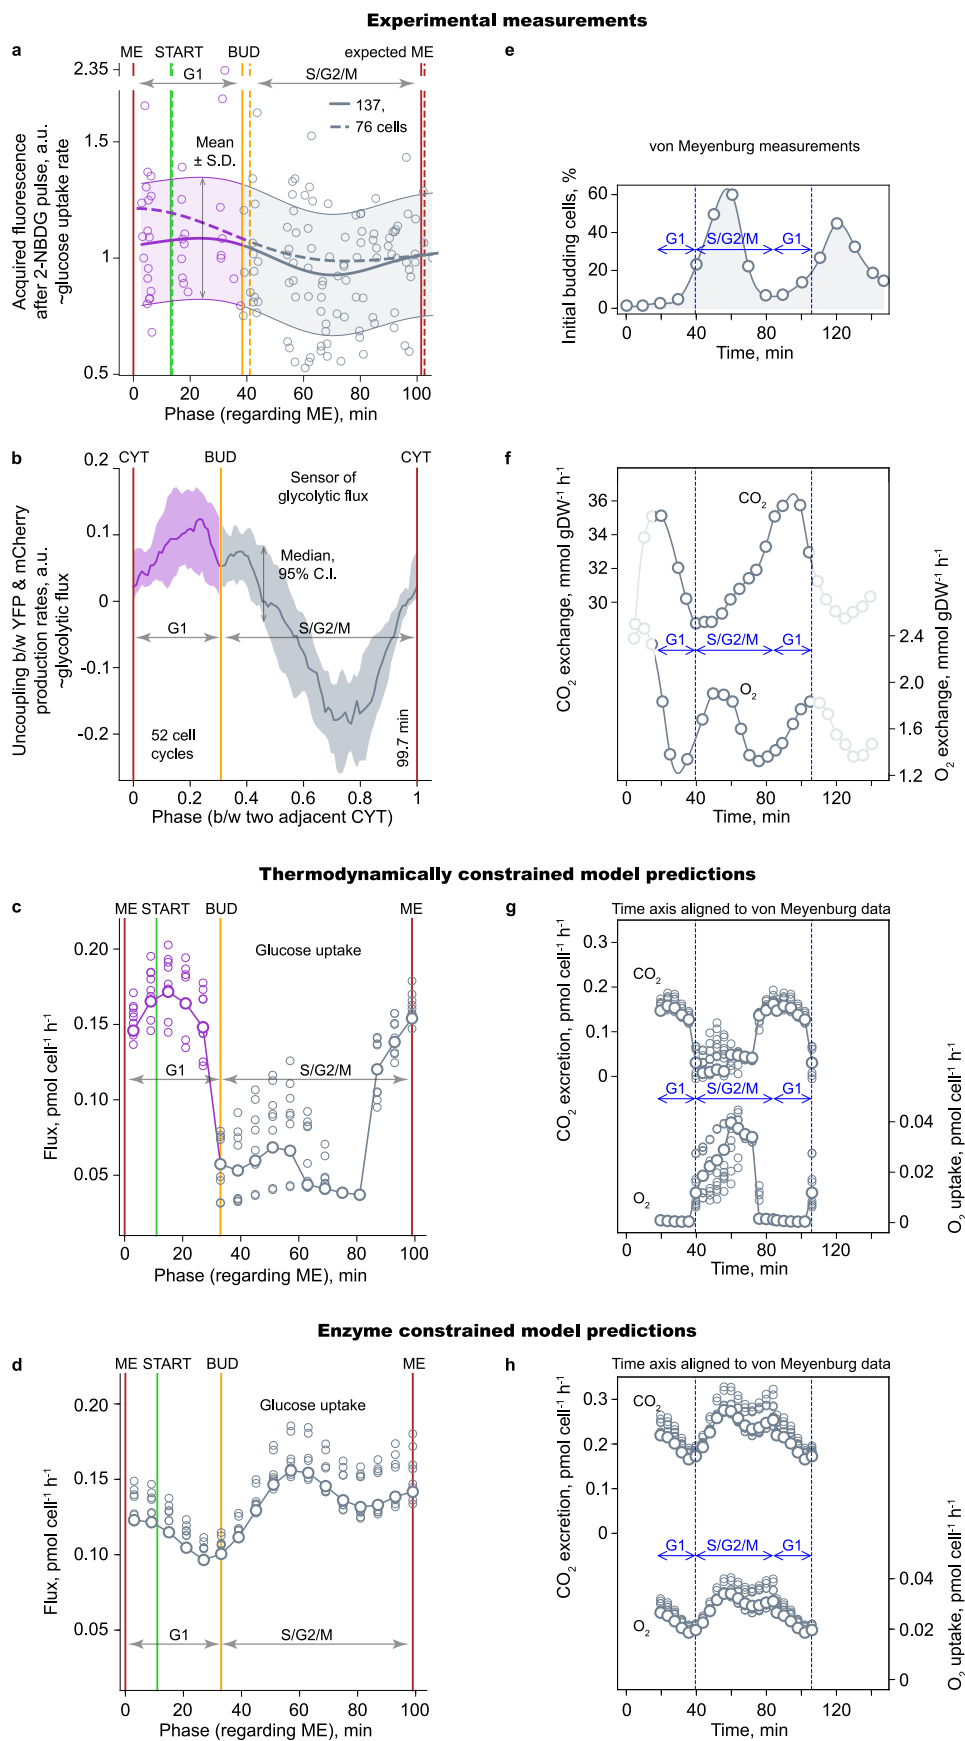 Experimental measurements
a
ME START BUD expected ME
2.35
G1 S/G2/M
137,
76 cells
1.5
Mean
± S.D.
1
0.5
Acquired fluorescence
after 2-NBDG pulse, a.u.
~glucose uptake rate
0 20 40 60 80 100
Phase (regarding ME), min
e
von Meyenburg measurements
60
40
20
0
G1 S/G2/M G1
Initial budding cells, %
0 40 80 120
Time, min
b
CYT BUD CYT
0.2
Sensor of
glycolytic flux
0.10
Median,
95% C.I.
0
G1 S/G2/M
-0.1
-0.2
52 cell
cycles
99.7 min
Uncoupling b/w YFP & mCherry
production rates, a.u.
~glycolytic flux
0 0.2 0.4 0.6 0.8 1
Phase (b/w two adjacent CYT)
f
36
CO2
34
32
30
2.4
G1 S/G2/M G1
O2
1.8
1.6
1.2
CO2 exchange, mmol gDW-1 h-1
O2 exchange, mmol gDW-1 h-1
0 40 80 120
Time, min
Thermodynamically constrained model predictions
c
ME START BUD ME
0.20
Glucose uptake
0.15
G1 S/G2/M
0.10
0.05
Flux, pmol cell-1 h-1
0 20 40 60 80 100
Phase (regarding ME), min
g
Time axis aligned to von Meyenburg data
0.3
CO2
0.2
0.1
0
G1 S/G2/M G1
0.04
0.02
O2
0
CO2 excretion, pmol cell-1 h-1
O2 uptake, pmol cell-1 h-1
0 40 80 120
Time, min
Enzyme constrained model predictions
d
ME START BUD ME
0.20
Glucose uptake
0.15
0.10
0.05
G1 S/G2/M
Flux, pmol cell-1 h-1
0 20 40 60 80 100
Phase (regarding ME), min
h
Time axis aligned to von Meyenburg data
0.3
CO2
0.2
0.1
0
G1 S/G2/M G1
0.04
O2
0.02
0
CO2 excretion, pmol cell-1 h-1
O2 uptake, pmol cell-1 h-1
0 40 80 120
Time, min